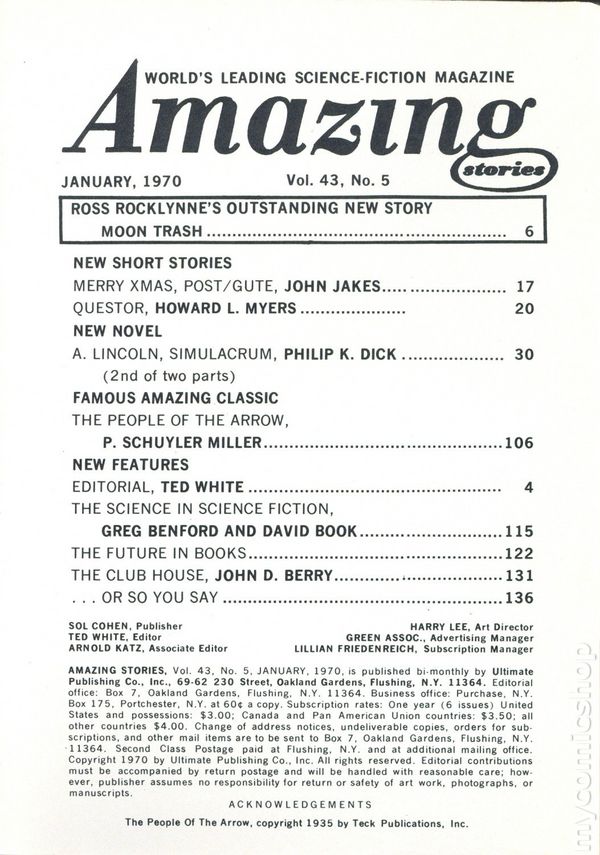 WORLD'S LEADING SCIENCE-FICTION MAGAZINE
Amazing
stories
JANUARY, 1970 Vol. 43, No. 5
ROSS ROCKLYNNE'S OUTSTANDING NEW STORY
MOON TRASH ........................................................ 6
NEW SHORT STORIES
MERRY XMAS, POST/GUTE, JOHN JAKES..... ................. 17
QUESTOR, HOWARD L. MYERS ................... 20
NEW NOVEL
A. LINCOLN, SIMULACRUM, PHILIP K. DICK .................... 30
(2nd of two parts)
FAMOUS AMAZING CLASSIC
THE PEOPLE OF THE ARROW,
P. SCHUYLER MILLER............................................106
NEW FEATURES
EDITORIAL, TED WHITE ............................................... 4
THE SCIENCE IN SCIENCE FICTION,
GREG BENFORD AND DAVID BOOK..........................115
THE FUTURE IN BOOKS...............................................122
THE CLUB HOUSE, JOHN D. BERRY...............................131
. . . OR SO YOU SAY ...................................................136
SOL COHEN, Publisher HARRY LEE, Art Director
TED WHITE, Editor GREEN ASSOC., Advertising Manager
ARNOLD KATZ, Associate Editor LILLIAN FRIEDENREICH, Subscription Manager
AMAZING STORIES, Vol. 43, No. 5, JANUARY, 1970, is published bi-monthly by Ultimate
Publishing Co., Inc., 69-62 230 Street, Oakland Gardens, Flushing, N.Y. 11364. Editorial
office: Box 7, Oakland Gardens, Flushing, N.Y. 11364. Business office: Purchase, N.Y.
Box 175, Portchester, N.Y. at 60¢ a copy. Subscription rates: One year (6 issues) United
States and possessions: $3.00; Canada and Pan American Union countries: $3.50; all
other countries $4.00. Change of address notices, undeliverable copies, orders for sub-
scriptions, and other mail items are to be sent to Box 7, Oakland Gardens, Flushing, N.Y.
11364. Second Class Postage paid at Flushing, N.Y. and at additional mailing office.
Copyright 1970 by Ultimate Publishing Co., Inc. All rights reserved. Editorial contributions
must be accompanied by return postage and will be handled with reasonable care; how-
ever, publisher assumes no responsibility for return or safety of art work, photographs, or
manuscripts.
ACKNOWLEDGEMENTS
The People Of The Arrow, copyright 1935 by Teck Publications, Inc.
mycomicshop